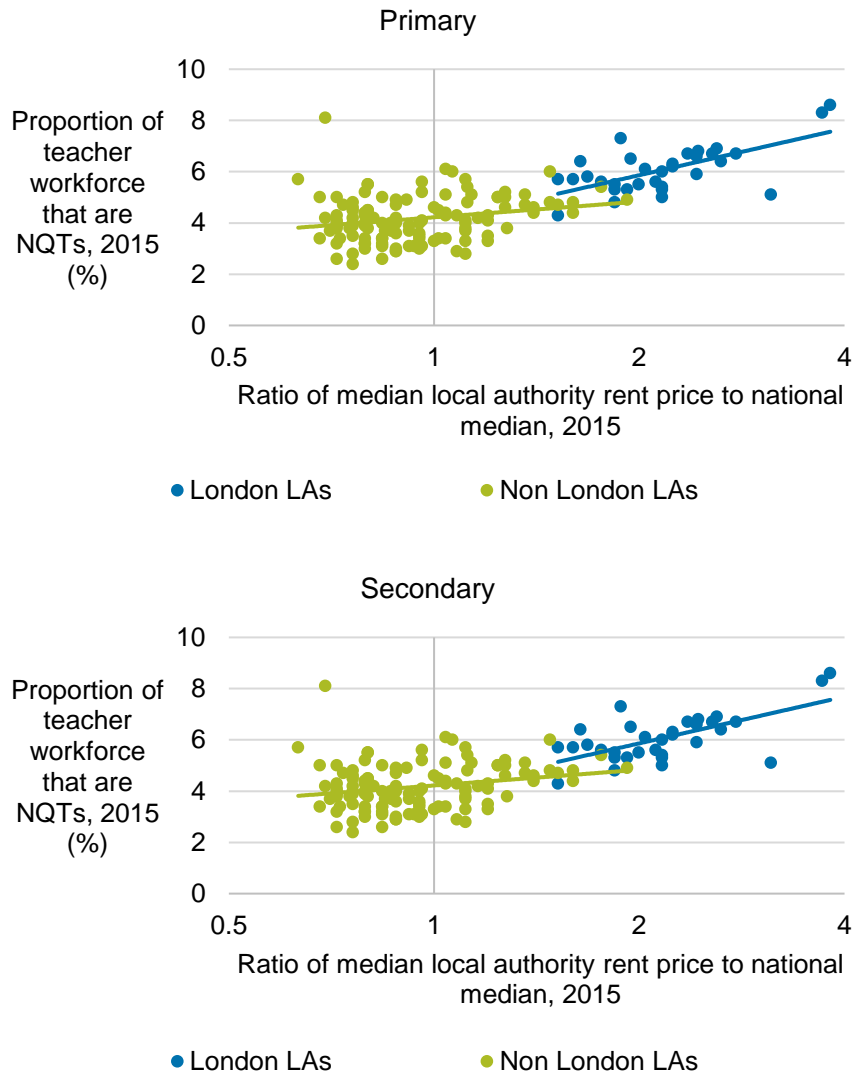 Primary
10
8
6
4
2
0
Proportion of
teacher
workforce
that are
NQTs, 2015
(%)
0.5 1 2 4
Ratio of median local authority rent price to national
median, 2015
London LAs Non London LAs
Secondary
10
8
6
4
2
0
Proportion of
teacher
workforce
that are
NQTs, 2015
(%)
0.5 1 2 4
Ratio of median local authority rent price to national
median, 2015
London LAs Non London LAs